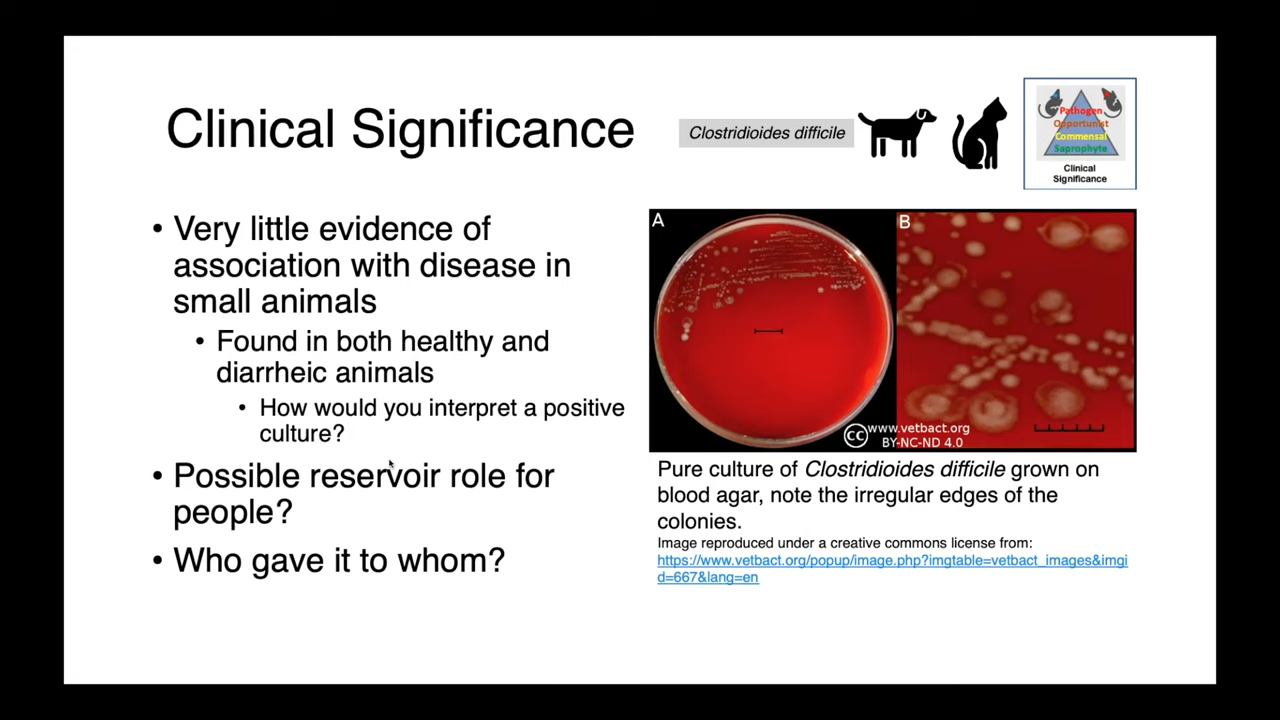 Clinical Significance
Clostridioides difficile
Pathogen
Opportunist
Commensal
Saprophyte
Clinical
Significance
• Very little evidence of
association with disease in
small animals
• Found in both healthy and
diarrheic animals
• How would you interpret a positive
culture?
• Possible reservoir role for
people?
• Who gave it to whom?
A
B
cc www.vetbact.org
BY-NC-ND 4.0
Pure culture of Clostridioides difficile grown on
blood agar, note the irregular edges of the
colonies.
Image reproduced under a creative commons license from:
https://www.vetbact.org/popup/image.php?imgtable=vetbact_images&imgi
d=667&lang=en